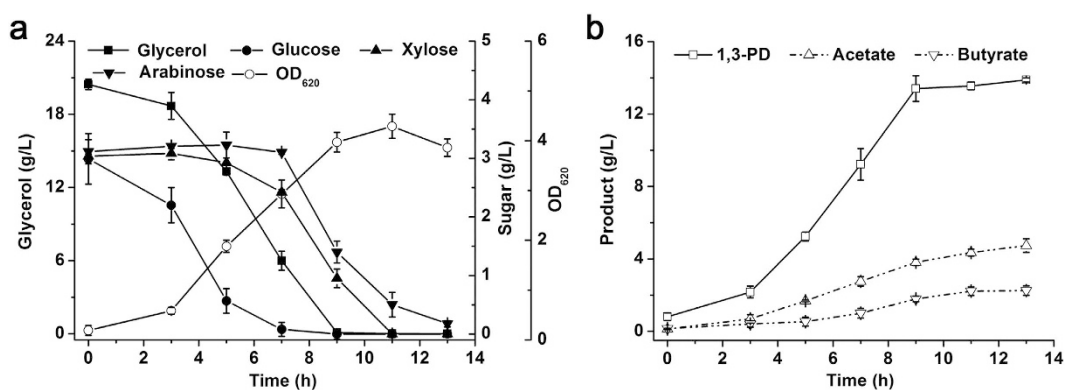 a
Glycerol Glucose Xylose
Arabinose OD620
Glycerol (g/L)
24
18
12
6
0
Sugar (g/L)
5
4
3
2
1
0
OD620
6
4
2
0
0 2 4 6 8 10 12 14
Time (h)
b
1,3-PD Acetate Butyrate
Product (g/L)
16
12
8
4
0
0 2 4 6 8 10 12 14
Time (h)